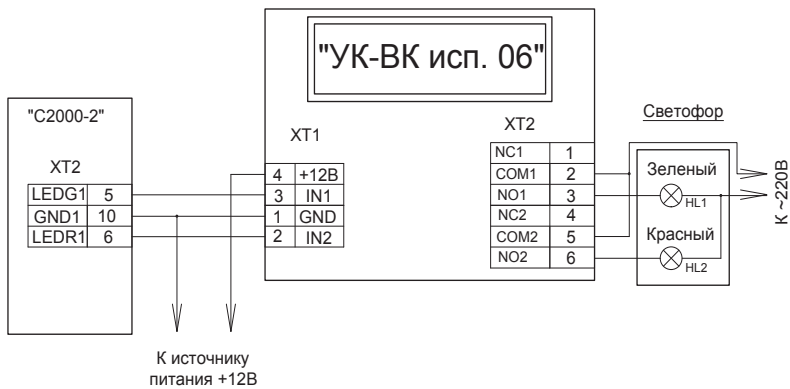 "УК-ВК исп. 06"
"С2000-2"
XT2
LEDG1 5
GND1 10
LEDR1 6
XT1
4 +12В
3 IN1
1 GND
2 IN2
XT2
NC1 1
COM1 2
NO1 3
NC2 4
COM2 5
NO2 6
Светофор
Зеленый
HL1
Красный
HL2
К ~220В
К источнику
питания +12В